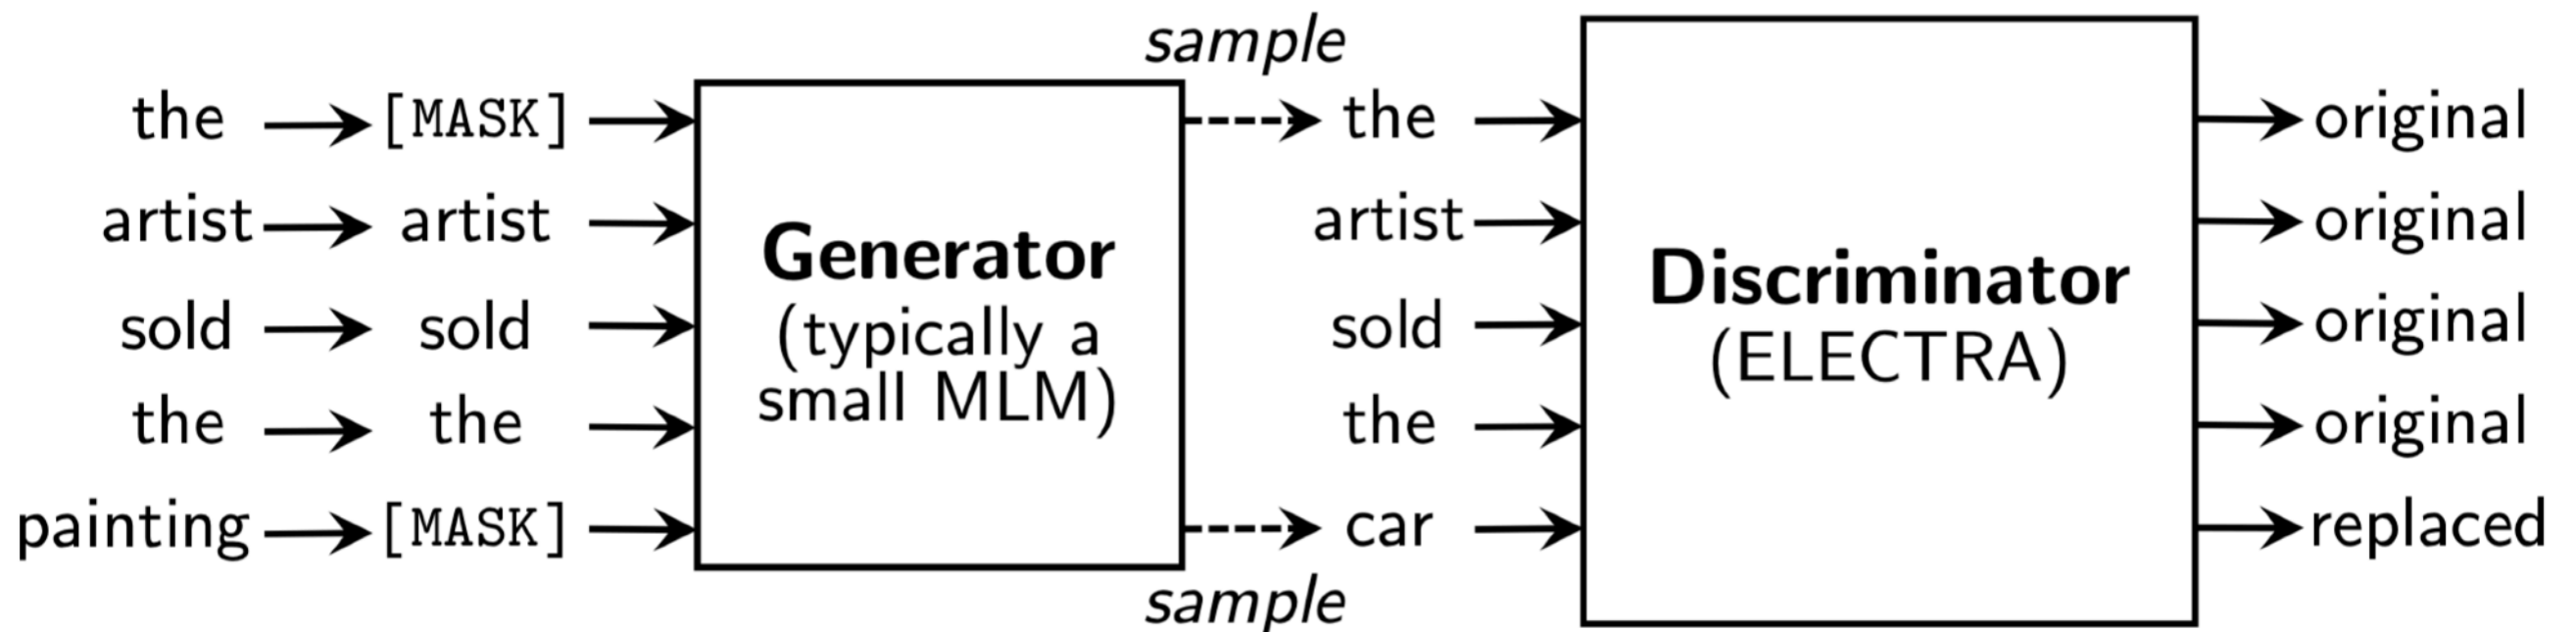 sample
the [MASK] the original
artist artist artist original
Generator
(typically a
small MLM)
Discriminator
(ELECTRA)
sold sold sold original
the the the original
painting [MASK] car replaced
sample